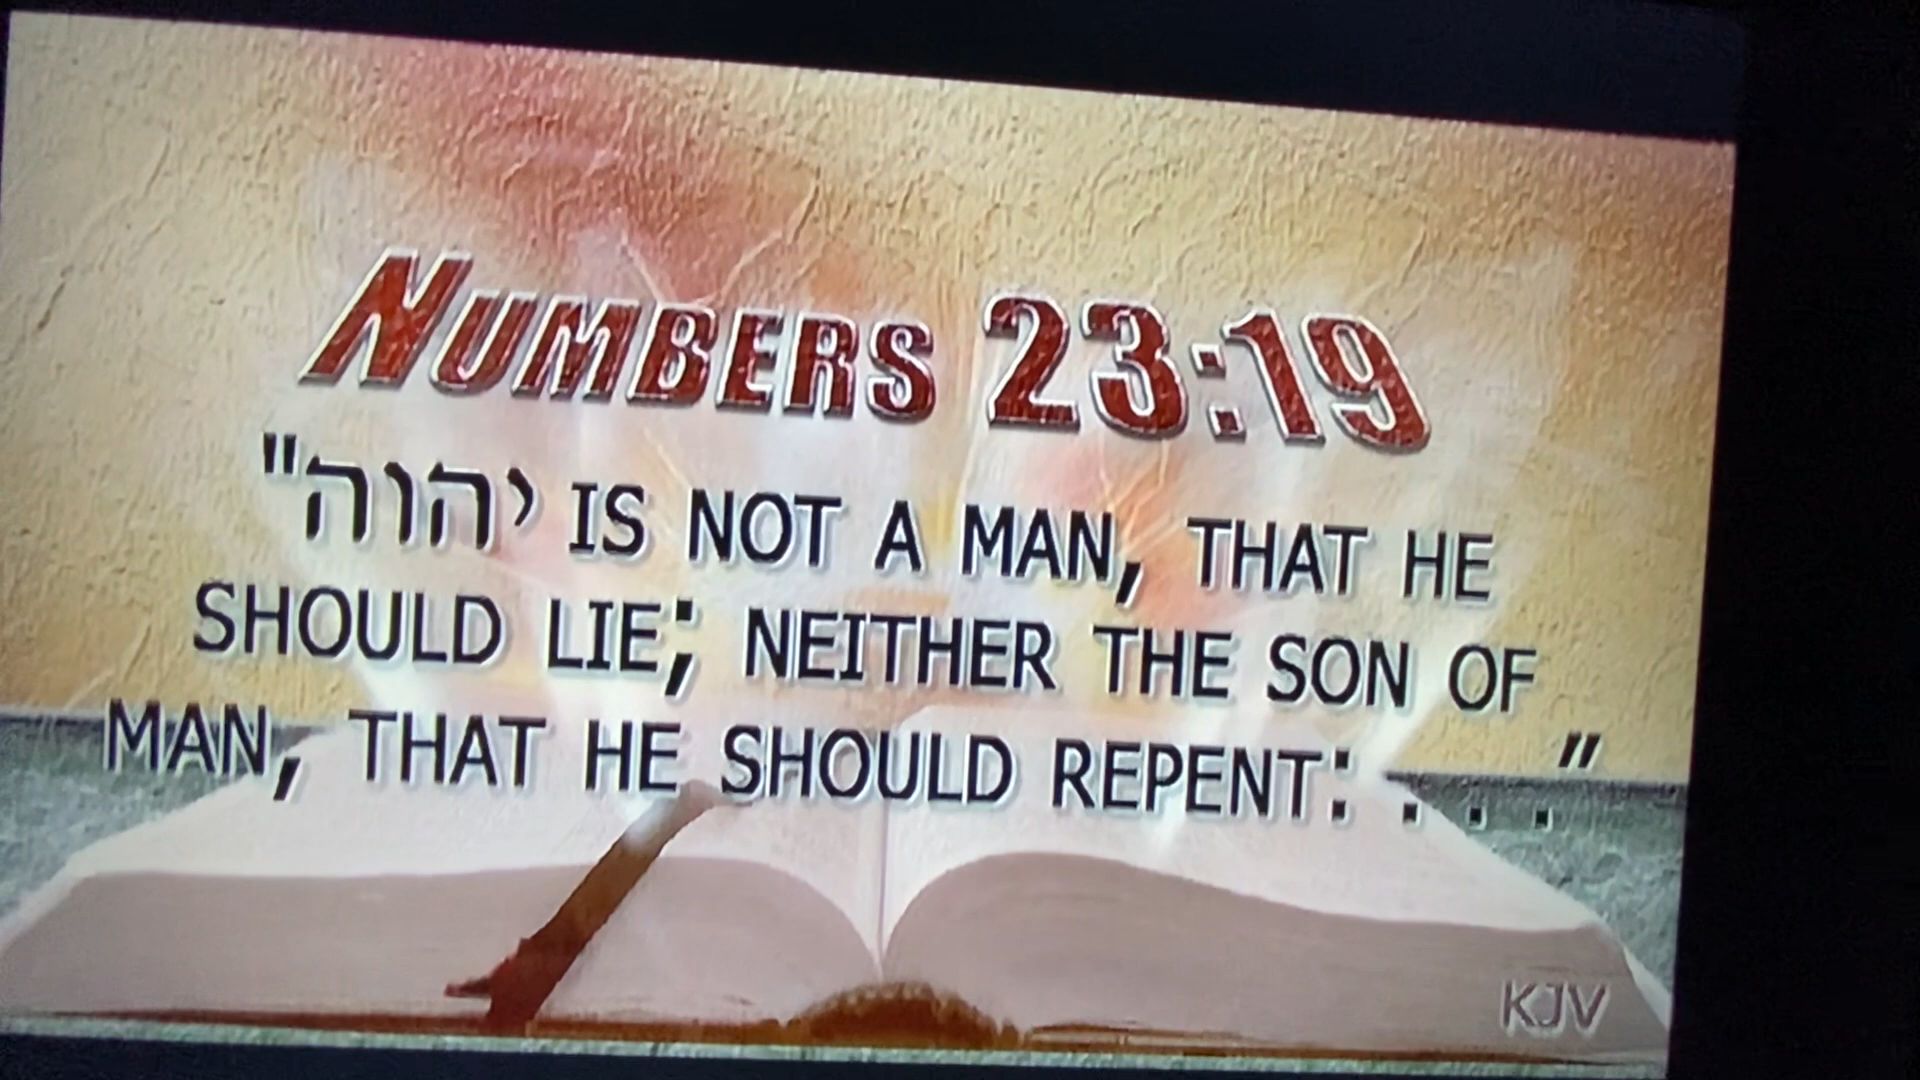 NUMBERS 23:19
"יהוה IS NOT A MAN, THAT HE
SHOULD LIE; NEITHER THE SON OF
MAN, THAT HE SHOULD REPENT: . . ."
KJV